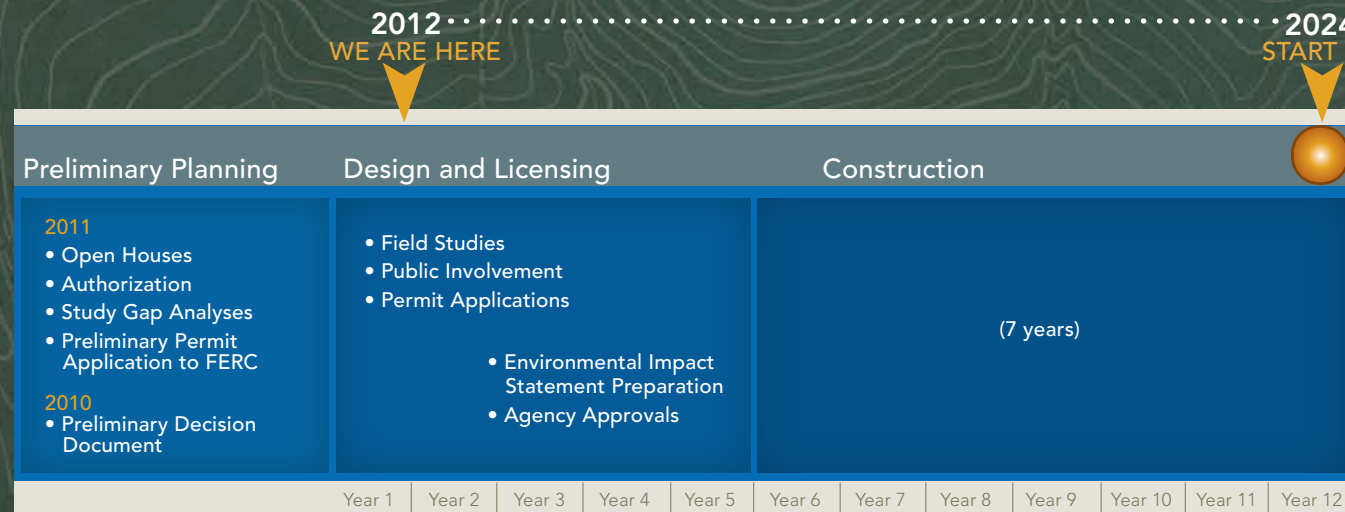 2012
WE ARE HERE
2024
START
Preliminary Planning
Design and Licensing
Construction
2011
• Open Houses
• Authorization
• Study Gap Analyses
• Preliminary Permit
Application to FERC
2010
• Preliminary Decision
Document
• Field Studies
• Public Involvement
• Permit Applications
• Environmental Impact
Statement Preparation
• Agency Approvals
(7 years)
Year 1 Year 2 Year 3 Year 4 Year 5 Year 6 Year 7 Year 8 Year 9 Year 10 Year 11 Year 12